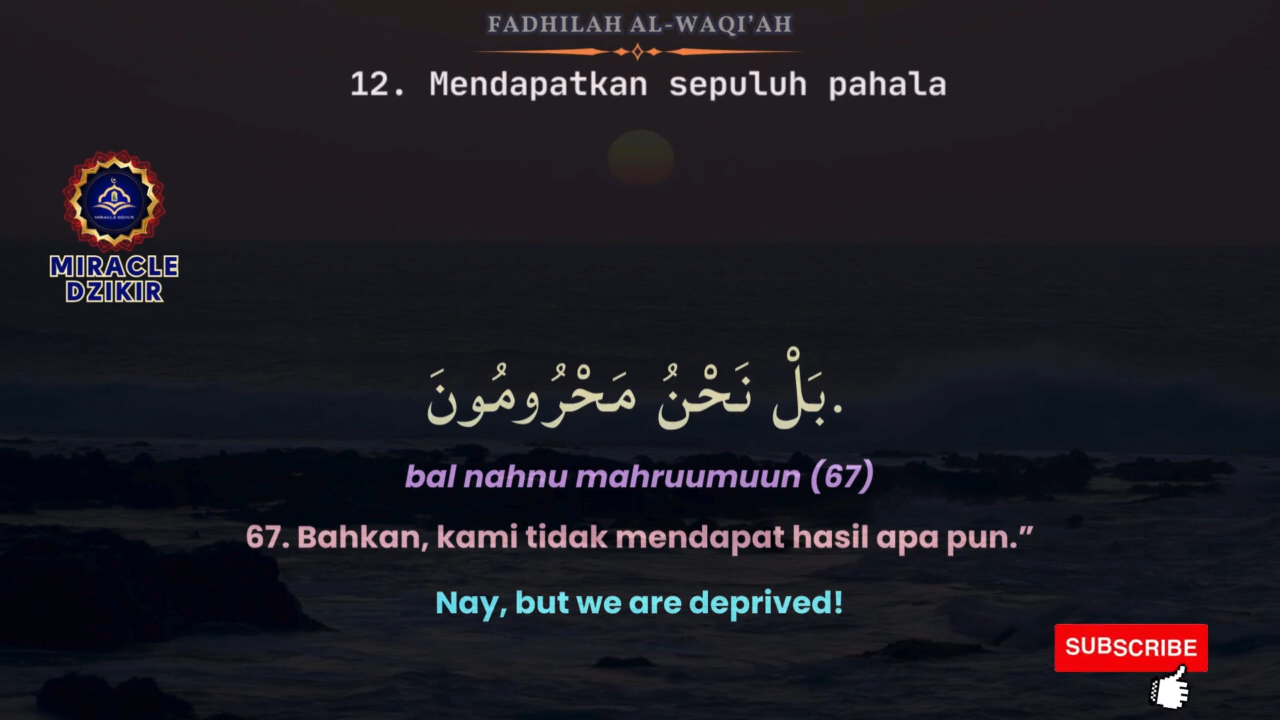 FADHILAH AL-WAQI’AH
12. Mendapatkan sepuluh pahala
MIRACLE
DZIKIR
بَلْ نَحْنُ مَحْرُومُونَ.
bal nahnu mahruumuun (67)
67. Bahkan, kami tidak mendapat hasil apa pun.”
Nay, but we are deprived!
SUBSCRIBE